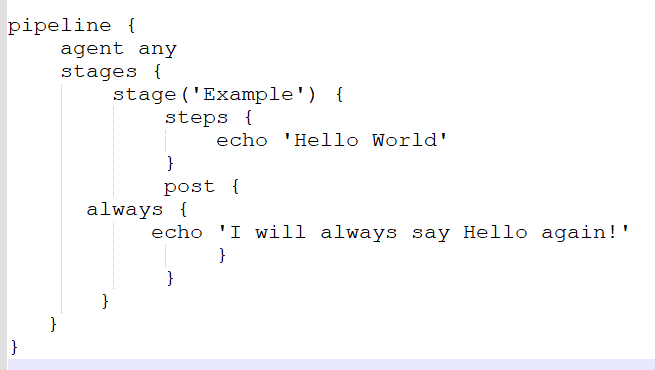 pipeline {
    agent any
    stages {
        stage('Example') {
            steps {
                echo 'Hello World'
            }
            post {
      always {
           echo 'I will always say Hello again!'
                }
            }
       }
   }
}